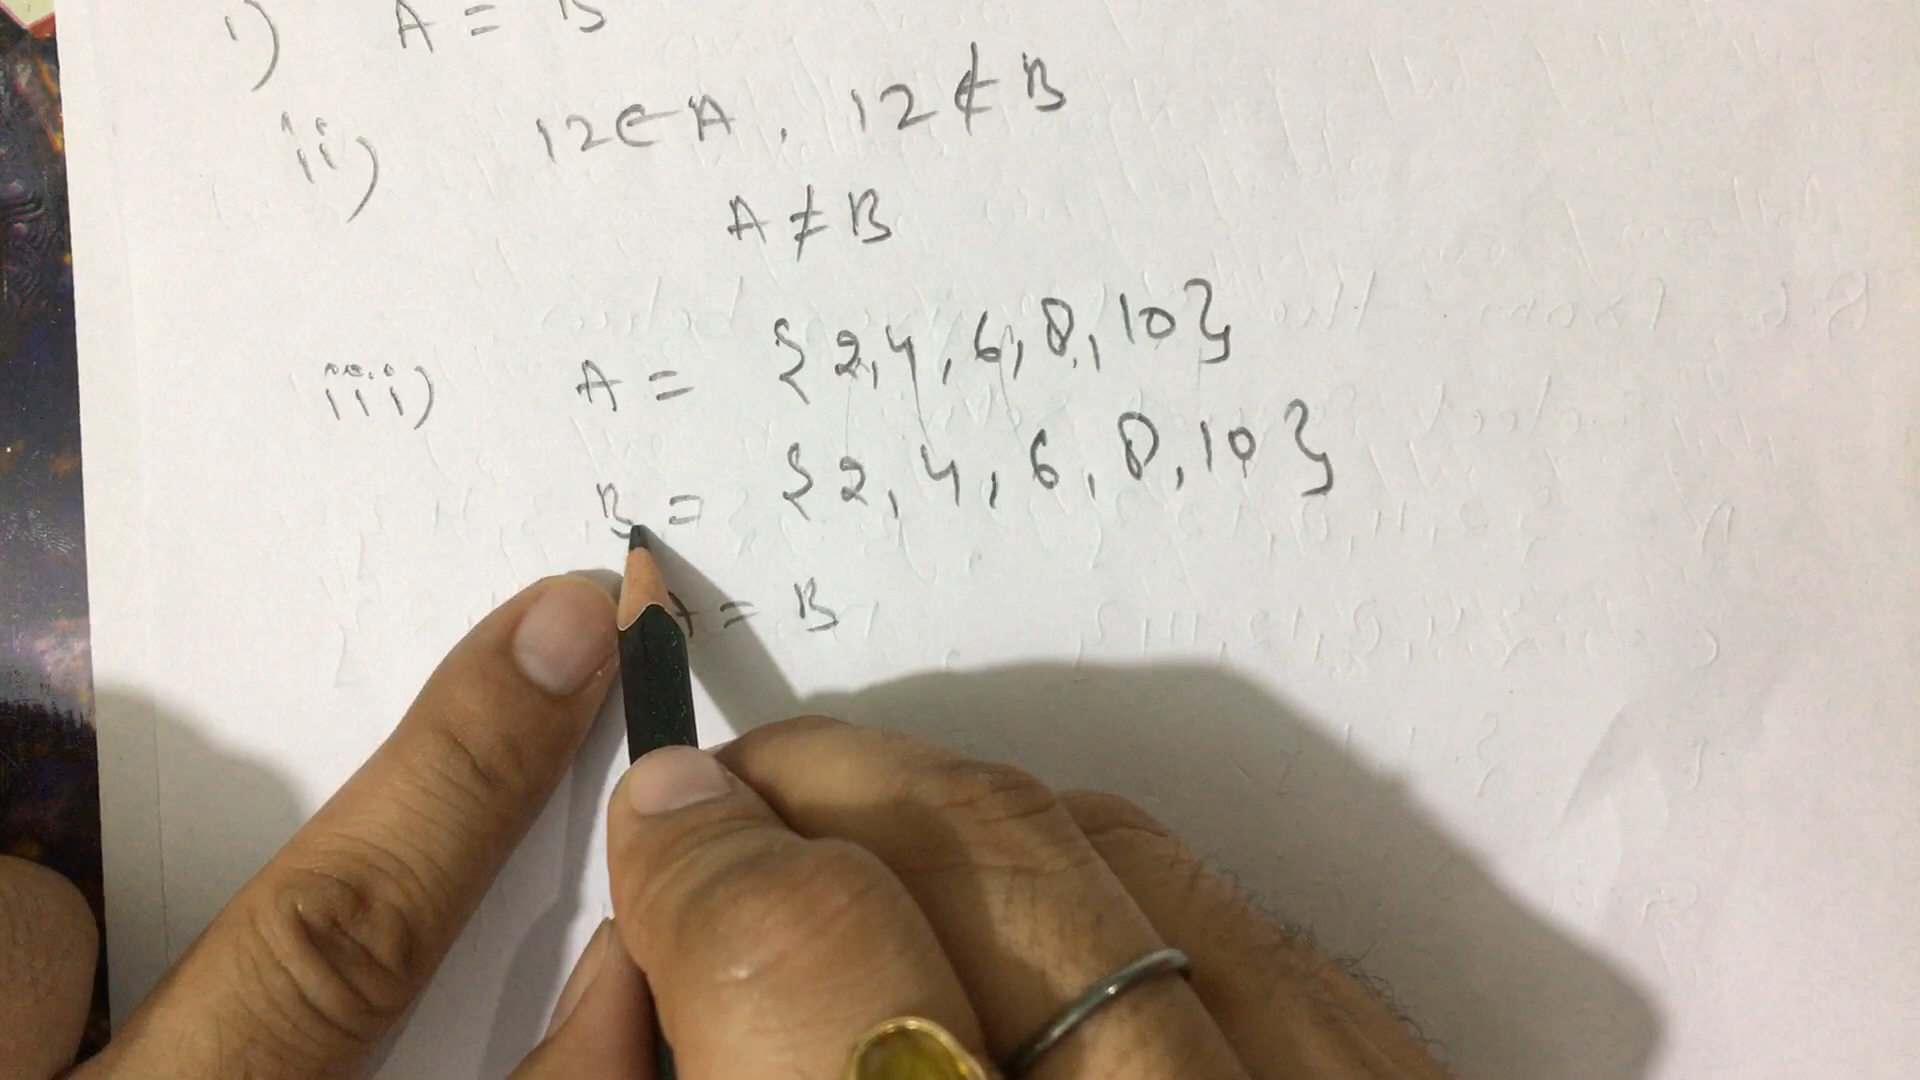 i) A = B
ii) 12 ∈ A , 12 ∉ B
A ≠ B
iii) A = {2, 4, 6, 8, 10}
B = {2, 4, 6, 8, 10}
A = B